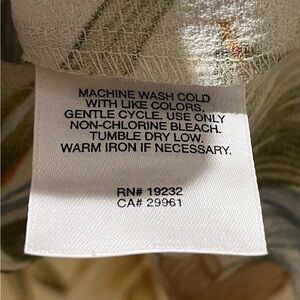 MACHINE WASH COLD
WITH LIKE COLORS.
GENTLE CYCLE. USE ONLY
NON-CHLORINE BLEACH.
TUMBLE DRY LOW.
WARM IRON IF NECESSARY.
RN# 19232
CA# 29961